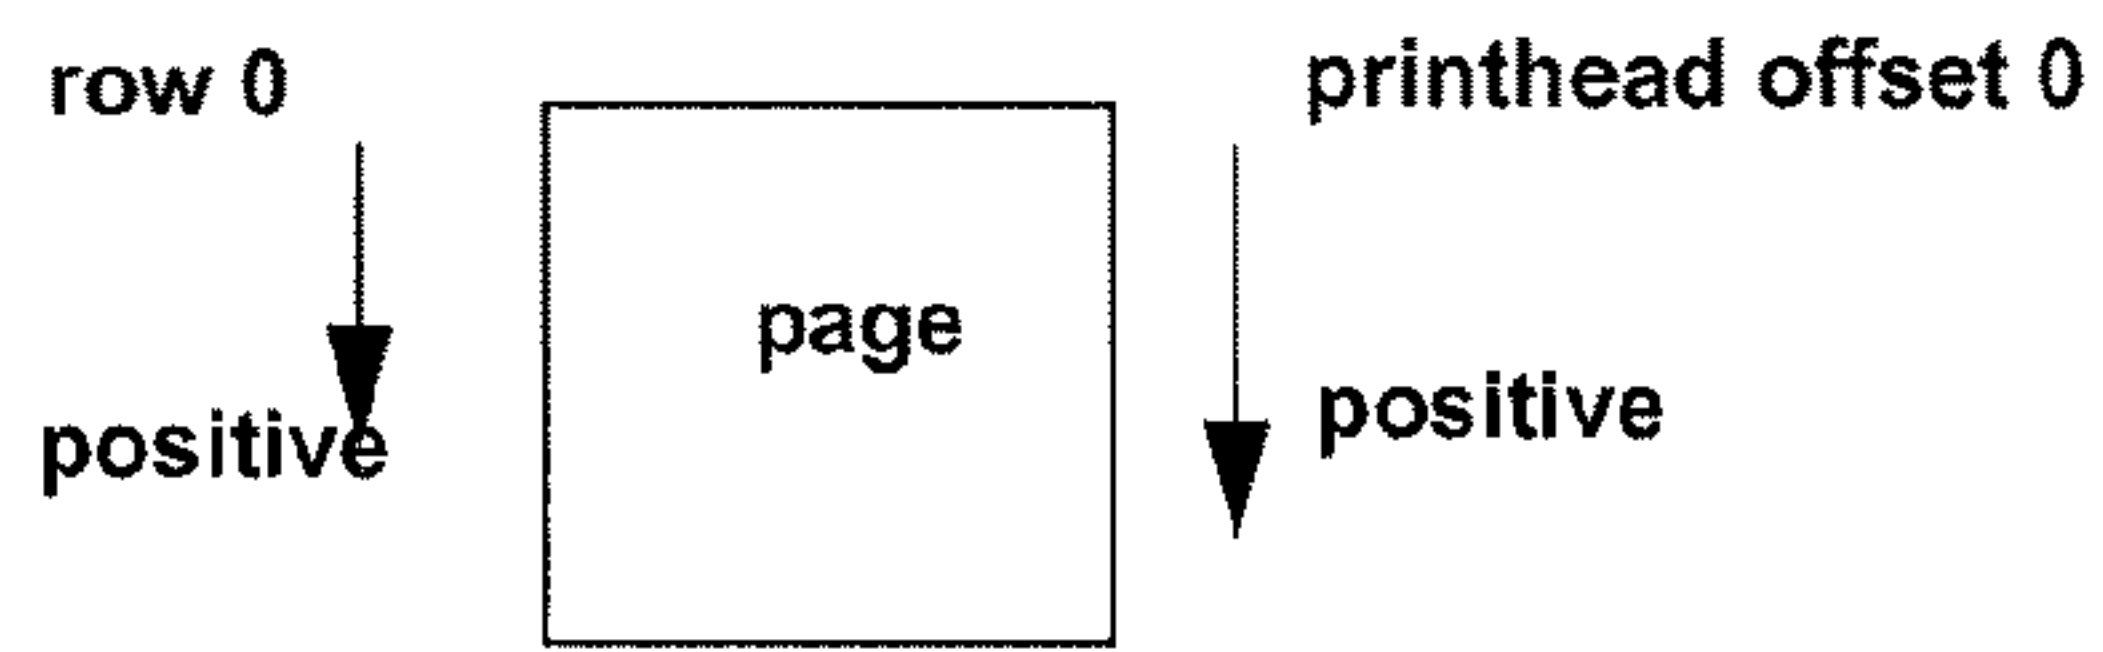 row 0
printhead offset 0
page
positive
positive